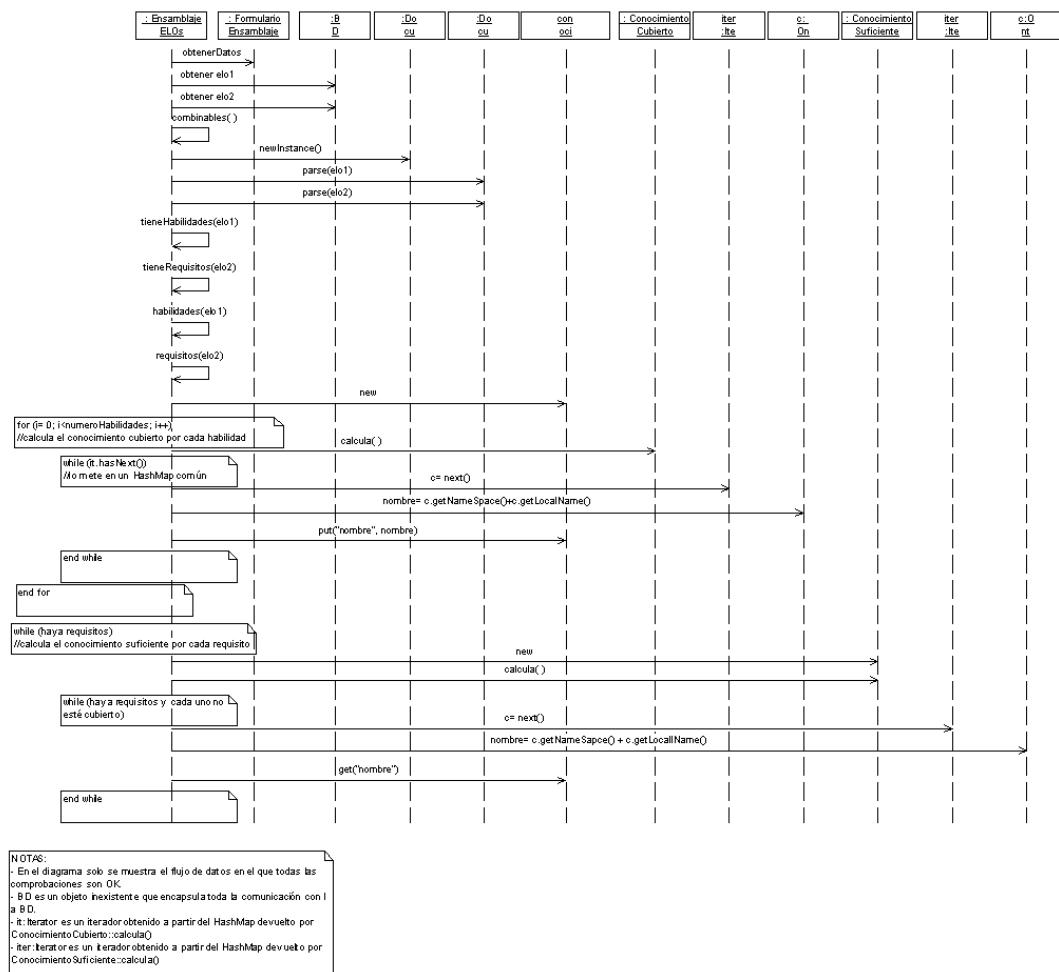 : Ensamblaje
ELOs
: Formulario
Ensamblaje
:B
D
:Do
cu
:Do
cu
con
oci
: Conocimiento
Cubierto
iter
:Ite
c:
On
: Conocimiento
Suficiente
iter
:Ite
c:O
nt
obtenerDatos
obtener elo1
obtener elo2
combinables( )
newInstance()
parse(elo1)
parse(elo2)
tieneHabilidades(elo1)
tieneRequisitos(elo2)
habilidades(elo1)
requisitos(elo2)
new
for (i= 0; i<numeroHabilidades; i++)
//calcula el conocimiento cubierto por cada habilidad
calcula( )
while (it.hasNext())
//lo mete en un HashMap común
c= next()
nombre= c.getNameSpace()+c.getLocalName()
put("nombre", nombre)
end while
end for
while (haya requisitos)
//calcula el conocimiento suficiente por cada requisito
new
calcula( )
while (haya requisitos y cada uno no
esté cubierto)
c= next()
nombre= c.getNameSapce() + c.getLocallName()
get("nombre")
end while
NOTAS:
- En el diagrama solo se muestra el flujo de datos en el que todas las
comprobaciones son OK.
- BD es un objeto inexistente que encapsula toda la comunicación con l
a BD.
- it: Iterator es un iterador obtenido a partir del HashMap devuelto por
ConocimientoCubierto::calcula()
- iter:Iterator es un iterador obtenido a partir del HashMap devuelto por
ConocimientoSuficiente::calcula()